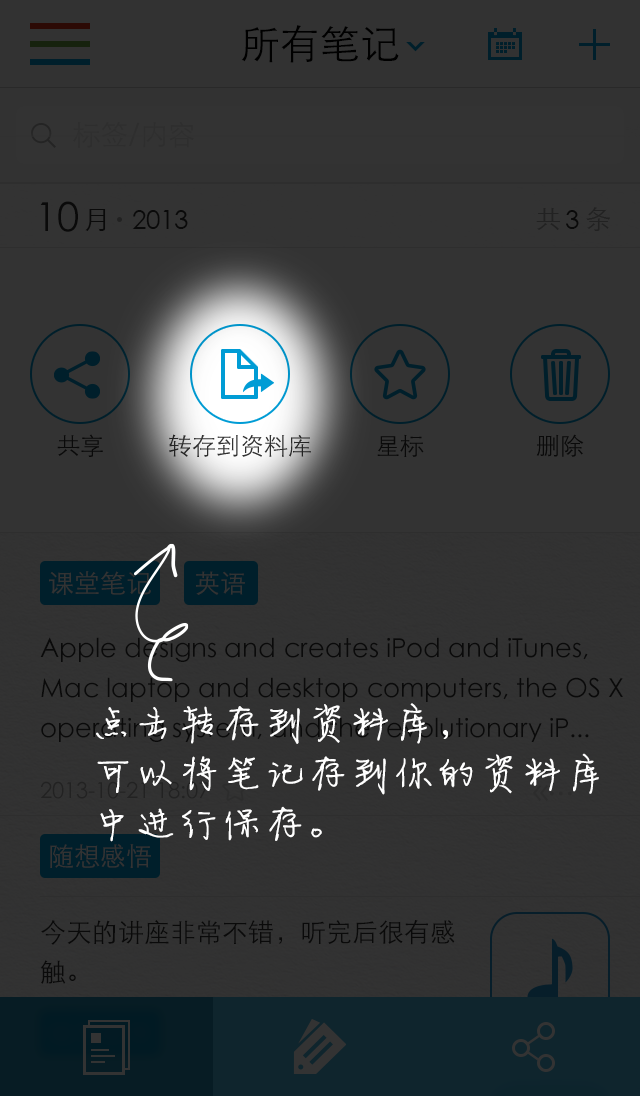 所有笔记
标签/内容
10月·2013 共3条
共享 转存到资料库 星标 删除
课堂笔记 英语
Apple designs and creates iPod and iTunes,
Mac laptop and desktop computers, the OS X
operating system, and the revolutionary iP...
点击转存到资料库，
可以将笔记存到你的资料库
2013-10-21 18:07
中进行保存。
随想感悟
今天的讲座非常不错，听完后很有感
触。